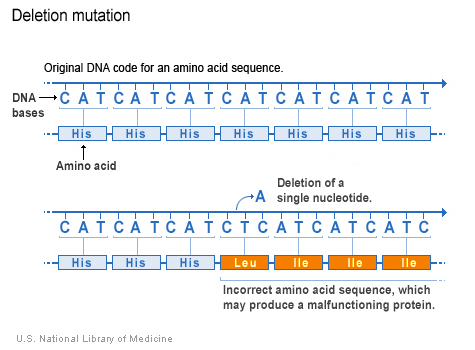 Deletion mutation
Original DNA code for an amino acid sequence.
DNA bases
C A T C A T C A T C A T C A T C A T C A T
His His His His His His His
Amino acid
A
Deletion of a
single nucleotide.
C A T C A T C A T C T C A T C A T C A T C
His His His Leu Ile Ile Ile
Incorrect amino acid sequence, which
may produce a malfunctioning protein.
U.S. National Library of Medicine